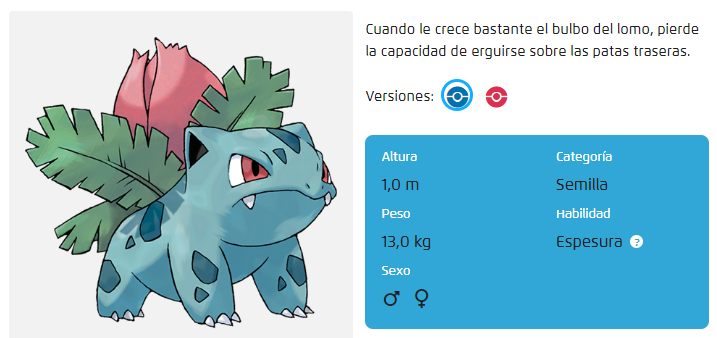 Cuando le crece bastante el bulbo del lomo, pierde
la capacidad de erguirse sobre las patas traseras.
Versiones:
Altura
1,0 m
Peso
13,0 kg
Sexo
Categoría
Semilla
Habilidad
Espesura ?